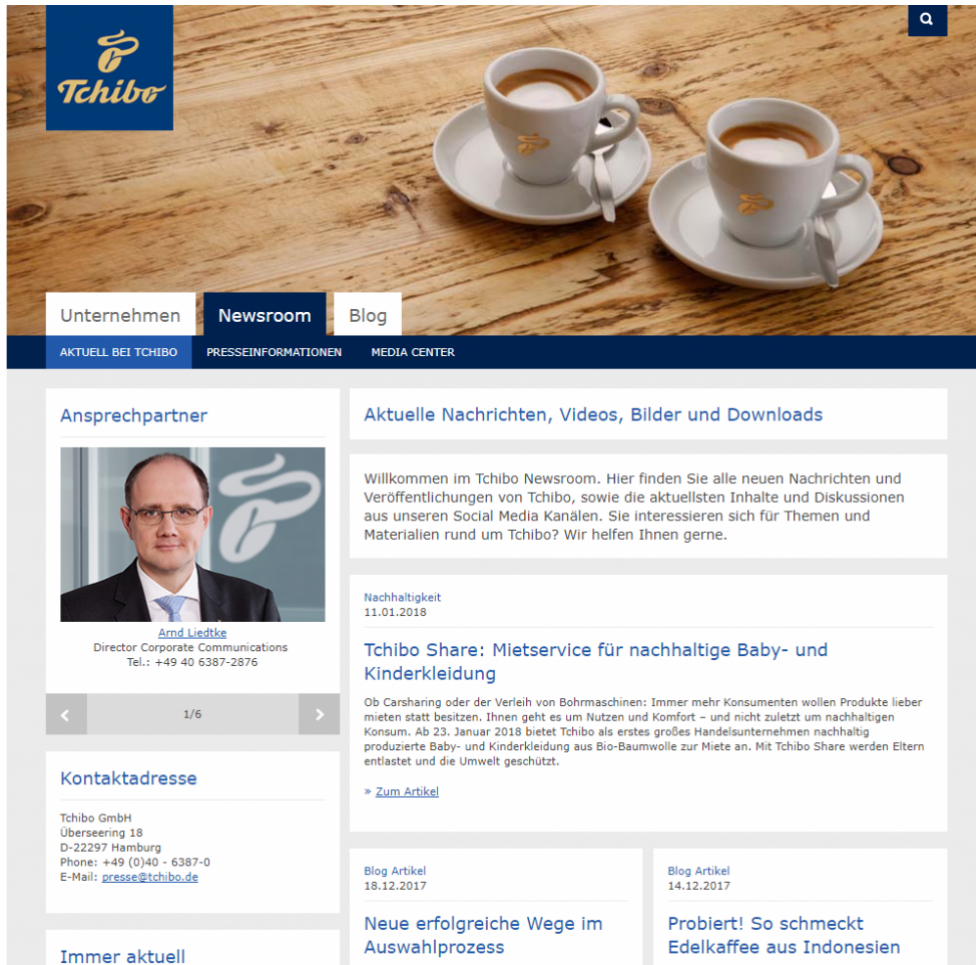 Tchibo
Unternehmen
Newsroom
Blog
AKTUELL BEI TCHIBO
PRESSEINFORMATIONEN
MEDIA CENTER
Ansprechpartner
Arnd Liedtke
Director Corporate Communications
Tel.: +49 40 6387-2876
1/6
Kontaktadresse
Tchibo GmbH
Überseering 18
D-22297 Hamburg
Phone: +49 (0)40 - 6387-0
E-Mail: presse@tchibo.de
Immer aktuell
Aktuelle Nachrichten, Videos, Bilder und Downloads
Willkommen im Tchibo Newsroom. Hier finden Sie alle neuen Nachrichten und
Veröffentlichungen von Tchibo, sowie die aktuellsten Inhalte und Diskussionen
aus unseren Social Media Kanälen. Sie interessieren sich für Themen und
Materialien rund um Tchibo? Wir helfen Ihnen gerne.
Nachhaltigkeit
11.01.2018
Tchibo Share: Mietservice für nachhaltige Baby- und
Kinderkleidung
Ob Carsharing oder der Verleih von Bohrmaschinen: Immer mehr Konsumenten wollen Produkte lieber
mieten statt besitzen. Ihnen geht es um Nutzen und Komfort – und nicht zuletzt um nachhaltigen
Konsum. Ab 23. Januar 2018 bietet Tchibo als erstes großes Handelsunternehmen nachhaltig
produzierte Baby- und Kinderkleidung aus Bio-Baumwolle zur Miete an. Mit Tchibo Share werden Eltern
entlastet und die Umwelt geschützt.
» Zum Artikel
Blog Artikel
18.12.2017
Neue erfolgreiche Wege im
Auswahlprozess
Blog Artikel
14.12.2017
Probiert! So schmeckt
Edelkaffee aus Indonesien